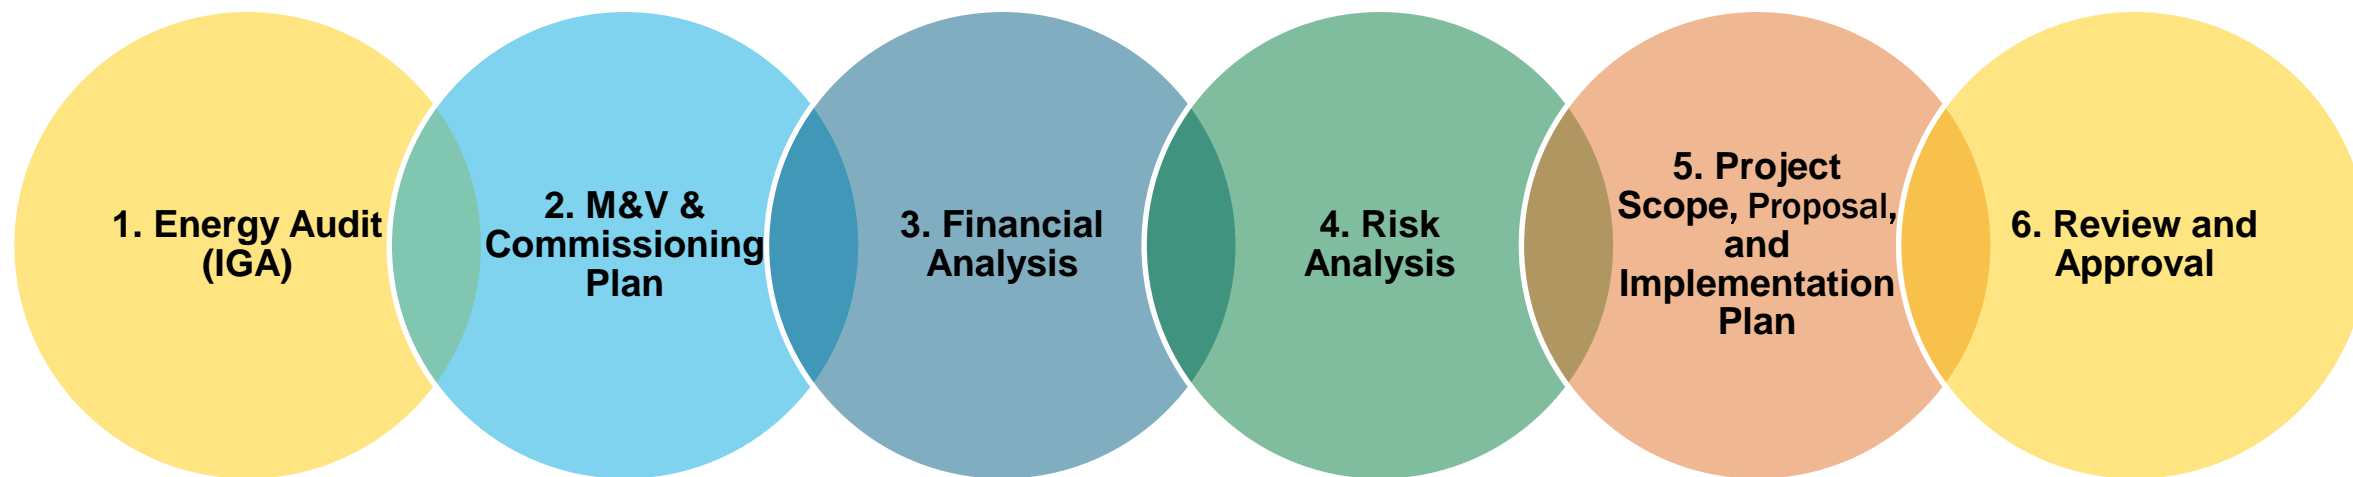 1. Energy Audit
(IGA)
2. M&V &
Commissioning
Plan
3. Financial
Analysis
4. Risk
Analysis
5. Project
Scope, Proposal,
and
Implementation
Plan
6. Review and
Approval